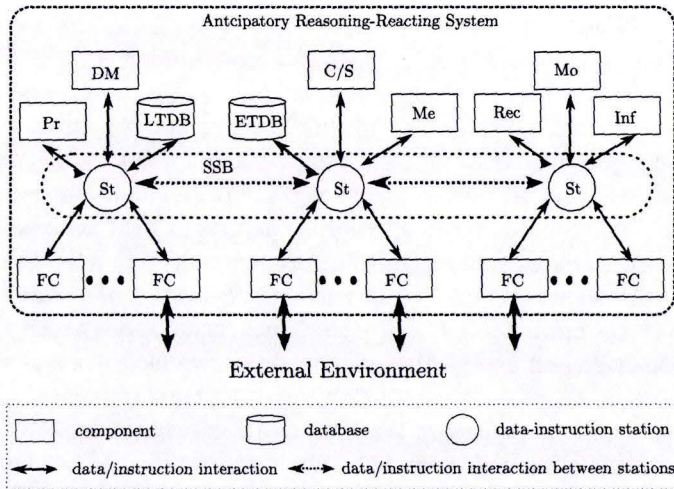 Antcipatory Reasoning-Reacting System
DM
C/S
Mo
Pr
LTDB
ETDB
Me
Rec
Inf
SSB
St
St
St
FC
FC
FC
FC
FC
FC
External Environment
component
database
data-instruction station
data/instruction interaction
data/instruction interaction between stations